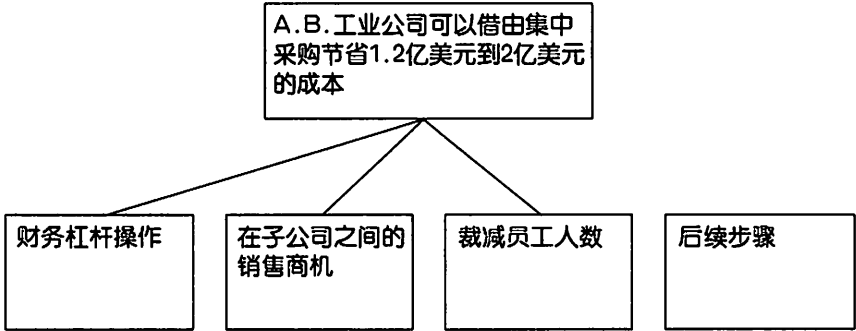 A.B.工业公司可以借由集中
采购节省1.2亿美元到2亿美元
的成本
财务杠杆操作
在子公司之间的
销售商机
裁减员工人数
后续步骤